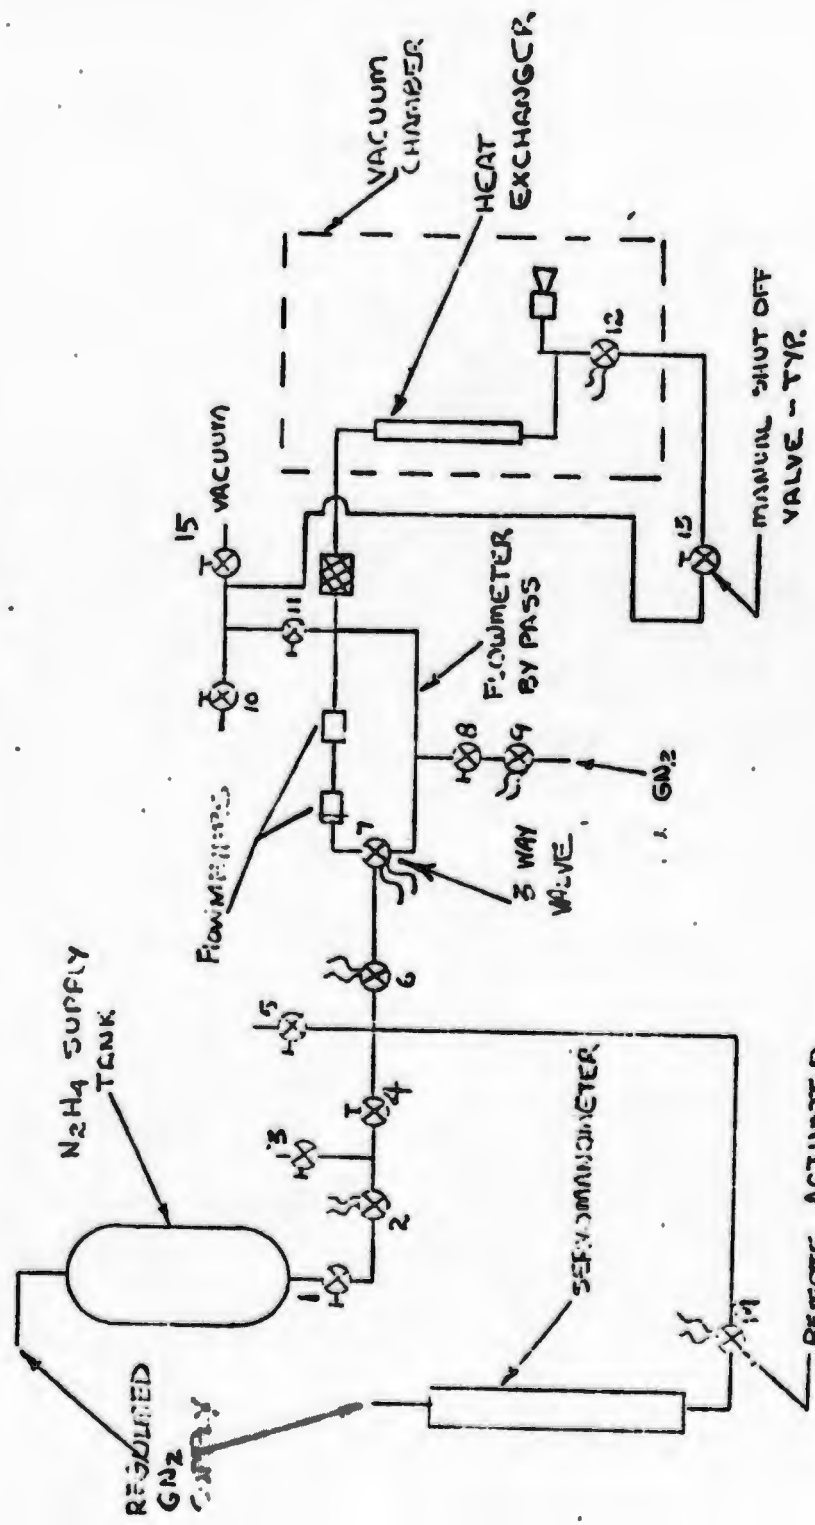 VACUUM
CHAMBER
HEAT
EXCHANGER
15
VACUUM
10
11
12
13
MANUAL SHUT OFF
VALVE - TYP.
FLOWMETER
BY PASS
8
9
GN2
7
3 WAY
VALVE
FLOWMETERS
6
5
4
3
2
1
N2H4 SUPPLY
TANK
REGULATED
GN2
SUPPLY
SERVOMANOMETER
14